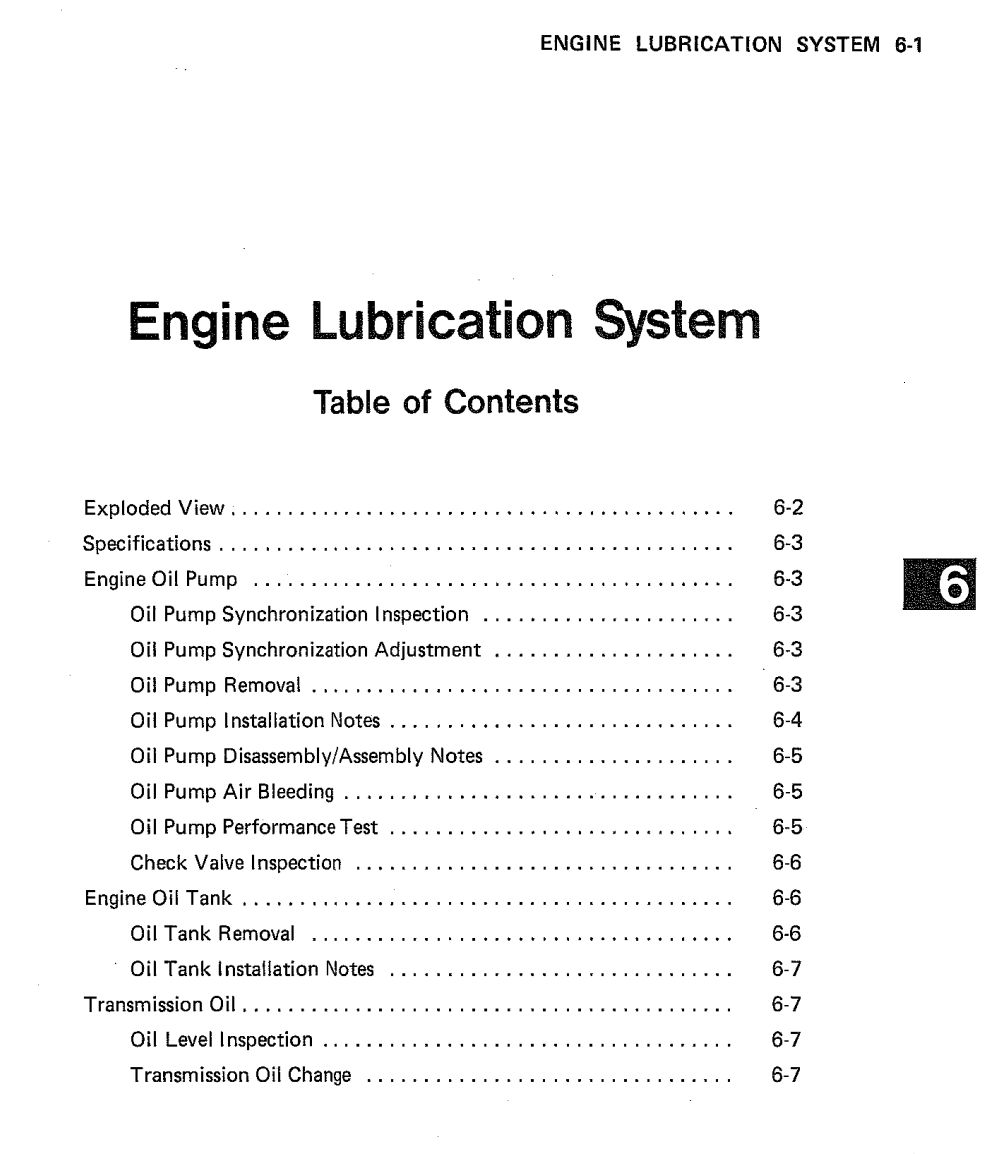 ENGINE LUBRICATION SYSTEM 6-1
Engine Lubrication System
Table of Contents
Exploded View . . . . . . . . . . . . . . . . . . . . . . . . . . . . . . . . . . . . . . . . . . . . 6-2
Specifications . . . . . . . . . . . . . . . . . . . . . . . . . . . . . . . . . . . . . . . . . . . . . 6-3
Engine Oil Pump . . . . . . . . . . . . . . . . . . . . . . . . . . . . . . . . . . . . . . . . . . 6-3
6
Oil Pump Synchronization Inspection . . . . . . . . . . . . . . . . . . . . . . 6-3
Oil Pump Synchronization Adjustment . . . . . . . . . . . . . . . . . . . . . 6-3
Oil Pump Removal . . . . . . . . . . . . . . . . . . . . . . . . . . . . . . . . . . . . . 6-3
Oil Pump Installation Notes . . . . . . . . . . . . . . . . . . . . . . . . . . . . . . 6-4
Oil Pump Disassembly/Assembly Notes . . . . . . . . . . . . . . . . . . . . . 6-5
Oil Pump Air Bleeding . . . . . . . . . . . . . . . . . . . . . . . . . . . . . . . . . . 6-5
Oil Pump Performance Test . . . . . . . . . . . . . . . . . . . . . . . . . . . . . . 6-5
Check Valve Inspection . . . . . . . . . . . . . . . . . . . . . . . . . . . . . . . . . 6-6
Engine Oil Tank . . . . . . . . . . . . . . . . . . . . . . . . . . . . . . . . . . . . . . . . . . . 6-6
Oil Tank Removal . . . . . . . . . . . . . . . . . . . . . . . . . . . . . . . . . . . . . 6-6
Oil Tank Installation Notes . . . . . . . . . . . . . . . . . . . . . . . . . . . . . . 6-7
Transmission Oil . . . . . . . . . . . . . . . . . . . . . . . . . . . . . . . . . . . . . . . . . . . 6-7
Oil Level Inspection . . . . . . . . . . . . . . . . . . . . . . . . . . . . . . . . . . . . 6-7
Transmission Oil Change . . . . . . . . . . . . . . . . . . . . . . . . . . . . . . . . 6-7